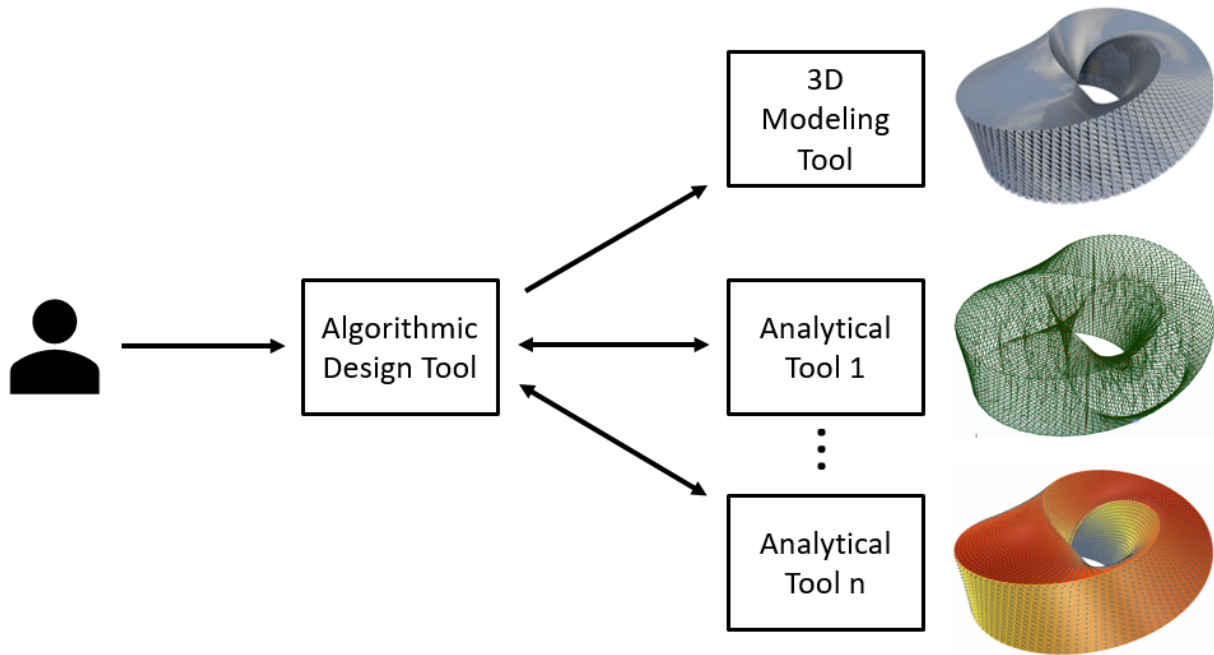 3D
Modeling
Tool
Algorithmic
Design Tool
Analytical
Tool 1
Analytical
Tool n